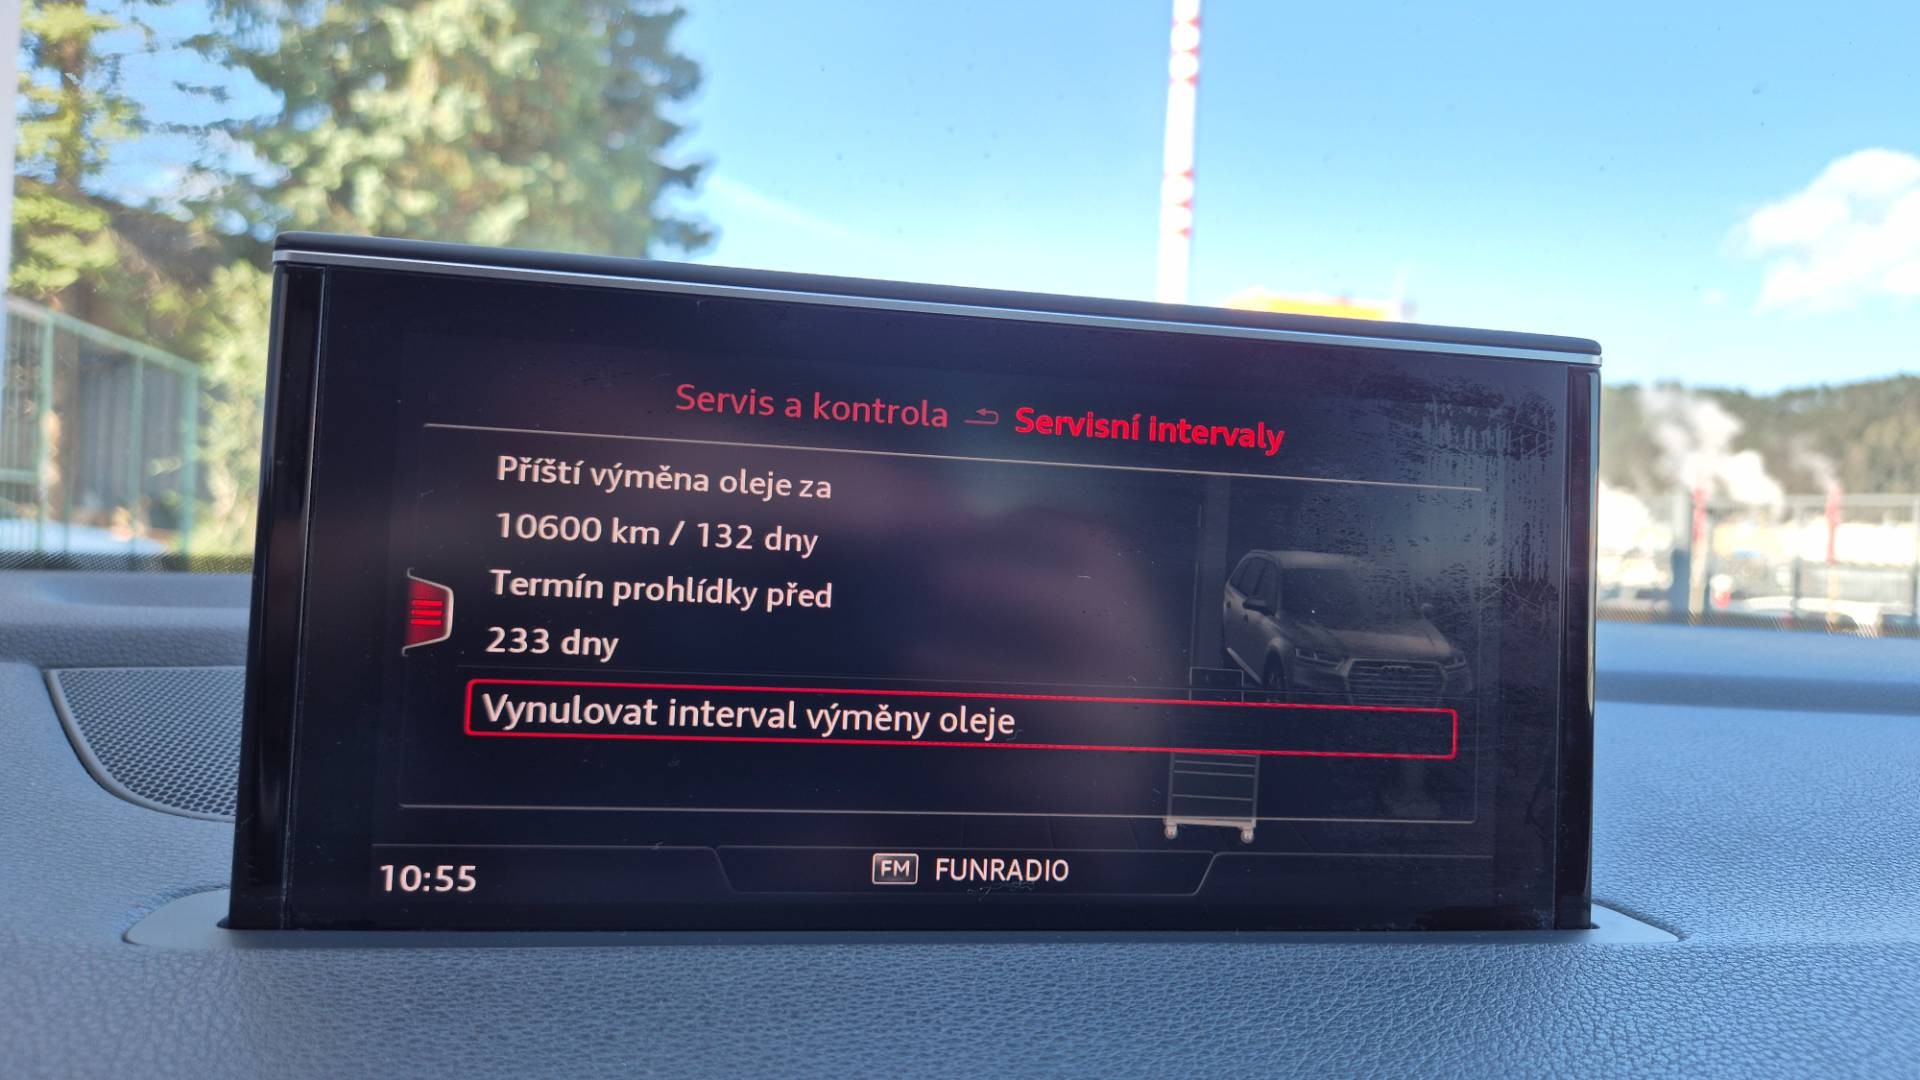 Servis a kontrola Servisní intervaly
Příští výměna oleje za
10600 km / 132 dny
Termín prohlídky před
233 dny
Vynulovat interval výměny oleje
10:55 FM FUNRADIO